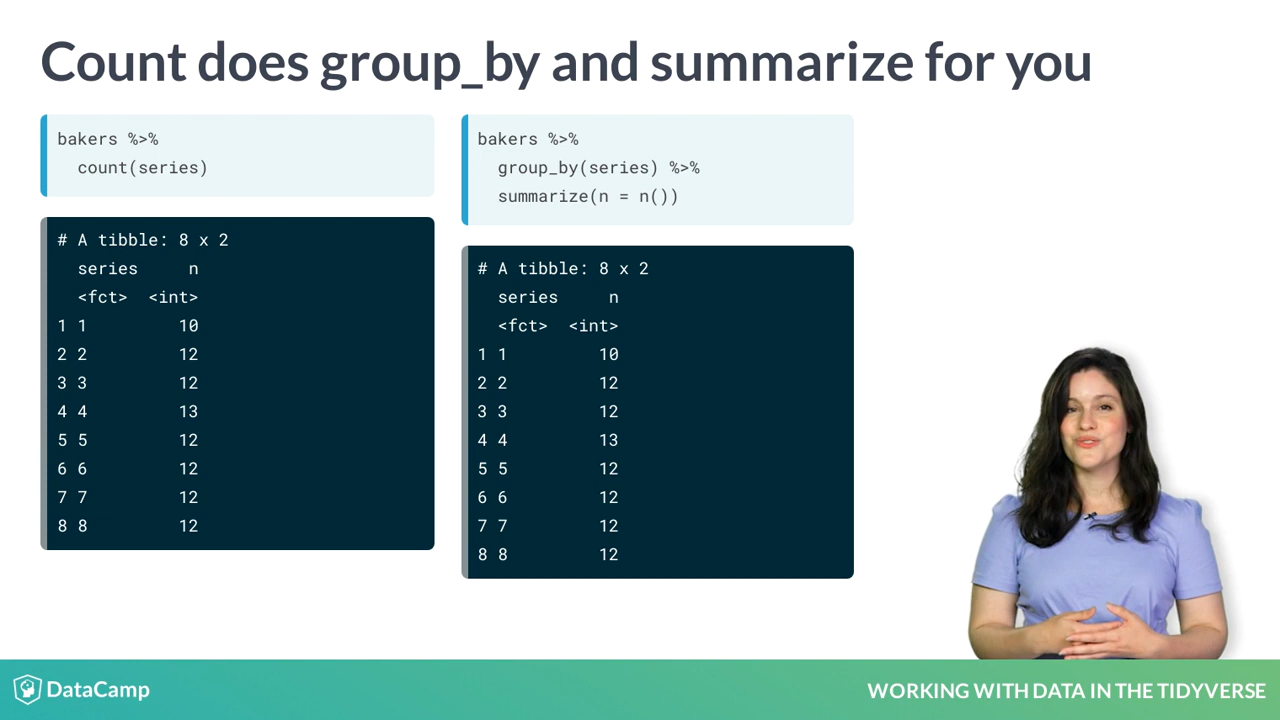 Count does group_by and summarize for you
bakers %>%
count(series)
# A tibble: 8 x 2
series n
<fct> <int>
1 1 10
2 2 12
3 3 12
4 4 13
5 5 12
6 6 12
7 7 12
8 8 12
bakers %>%
group_by(series) %>%
summarize(n = n())
# A tibble: 8 x 2
series n
<fct> <int>
1 1 10
2 2 12
3 3 12
4 4 13
5 5 12
6 6 12
7 7 12
8 8 12
DataCamp
WORKING WITH DATA IN THE TIDYVERSE